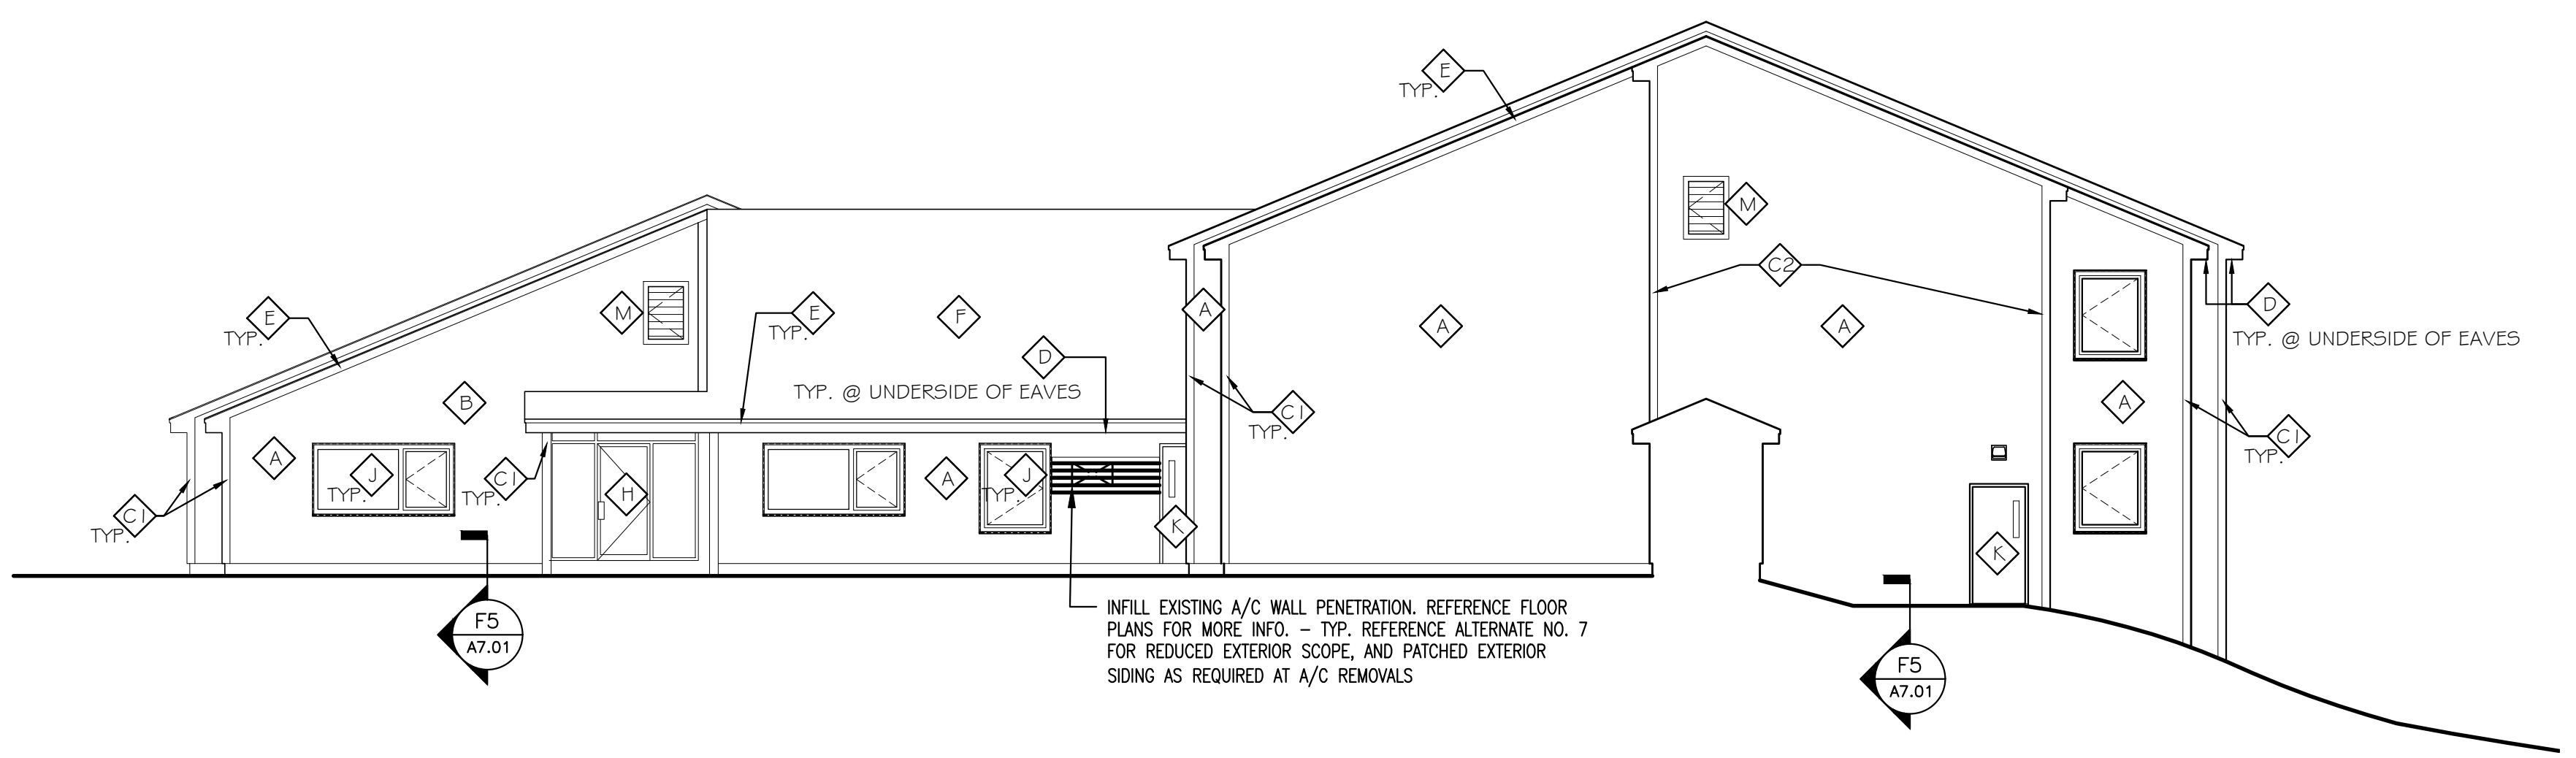 E
TYP.
M
C2
A
E
TYP.
M
E
TYP.
F
A
A
D
TYP. @ UNDERSIDE OF EAVES
D
TYP. @ UNDERSIDE OF EAVES
B
A
C1
TYP.
A
C1
TYP.
A
J
TYP.
C1
TYP.
H
A
J
TYP.
K
K
C1
TYP.
F5
A7.01
INFILL EXISTING A/C WALL PENETRATION. REFERENCE FLOOR
PLANS FOR MORE INFO. – TYP. REFERENCE ALTERNATE NO. 7
FOR REDUCED EXTERIOR SCOPE, AND PATCHED EXTERIOR
SIDING AS REQUIRED AT A/C REMOVALS
F5
A7.01